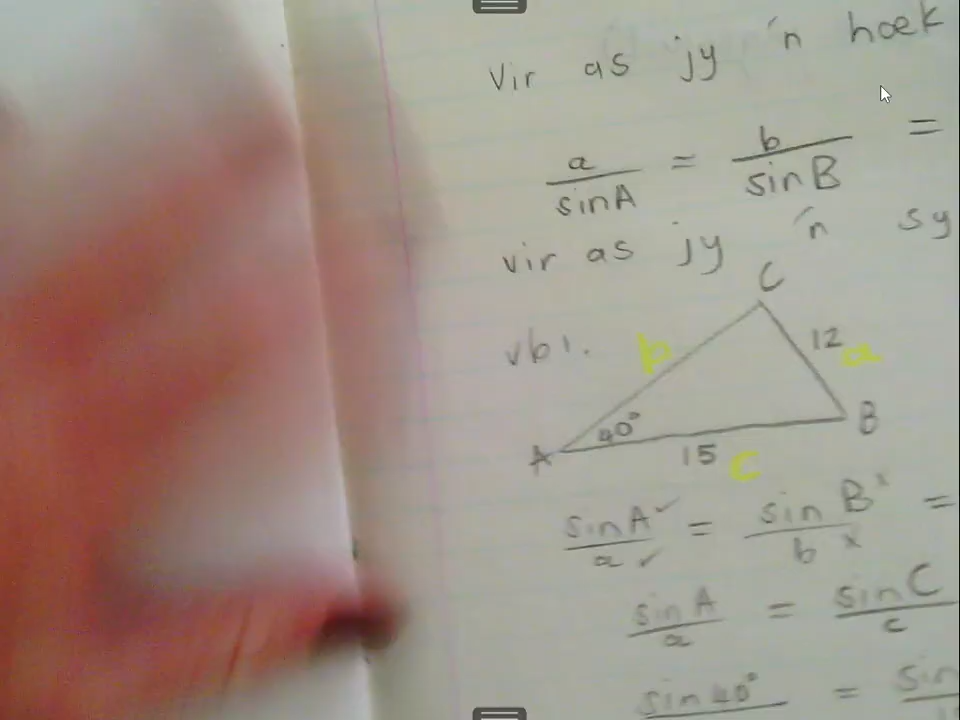 vir as jy 'n hoek
a/sinA = b/sinB =
vir as jy 'n sy
C
vb1. b 12 a
40°
A 15 c B
sinA✓/a✓ = sinB×/b× =
sinA/a = sinC/c
sin40° = sin